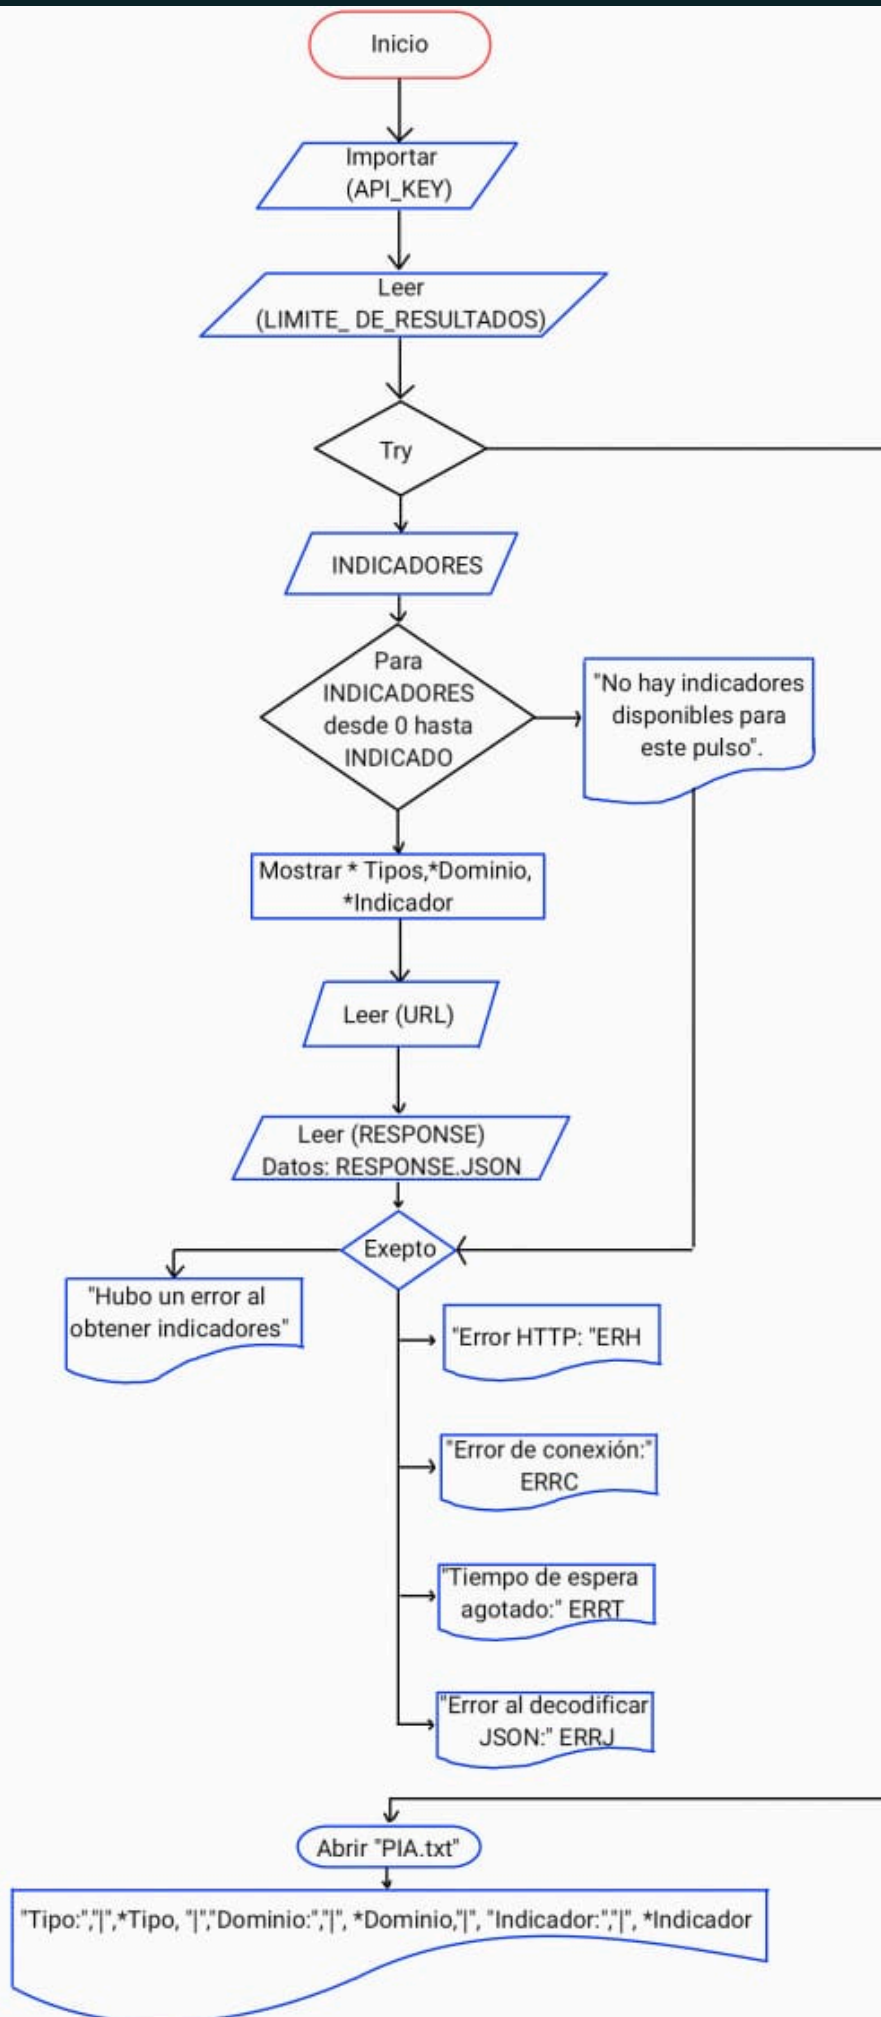 Inicio
Importar
(API_KEY)
Leer
(LIMITE_ DE_RESULTADOS)
Try
INDICADORES
Para
INDICADORES
desde 0 hasta
INDICADO
"No hay indicadores
disponibles para
este pulso".
Mostrar * Tipos,*Dominio,
*Indicador
Leer (URL)
Leer (RESPONSE)
Datos: RESPONSE.JSON
Exepto
"Hubo un error al
obtener indicadores"
"Error HTTP: "ERH
"Error de conexión:"
ERRC
"Tiempo de espera
agotado:" ERRT
"Error al decodificar
JSON:" ERRJ
Abrir "PIA.txt"
"Tipo:","|",*Tipo, "|","Dominio:","|", *Dominio,"|", "Indicador:","|", *Indicador